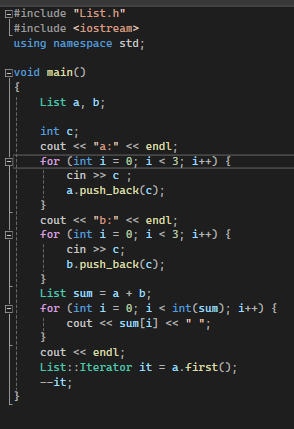 #include "List.h"
#include <iostream>
using namespace std;
void main()
{
List a, b;
int c;
cout << "a:" << endl;
for (int i = 0; i < 3; i++) {
cin >> c ;
a.push_back(c);
}
cout << "b:" << endl;
for (int i = 0; i < 3; i++) {
cin >> c;
b.push_back(c);
}
List sum = a + b;
for (int i = 0; i < int(sum); i++) {
cout << sum[i] << " ";
}
cout << endl;
List::Iterator it = a.first();
--it;
}